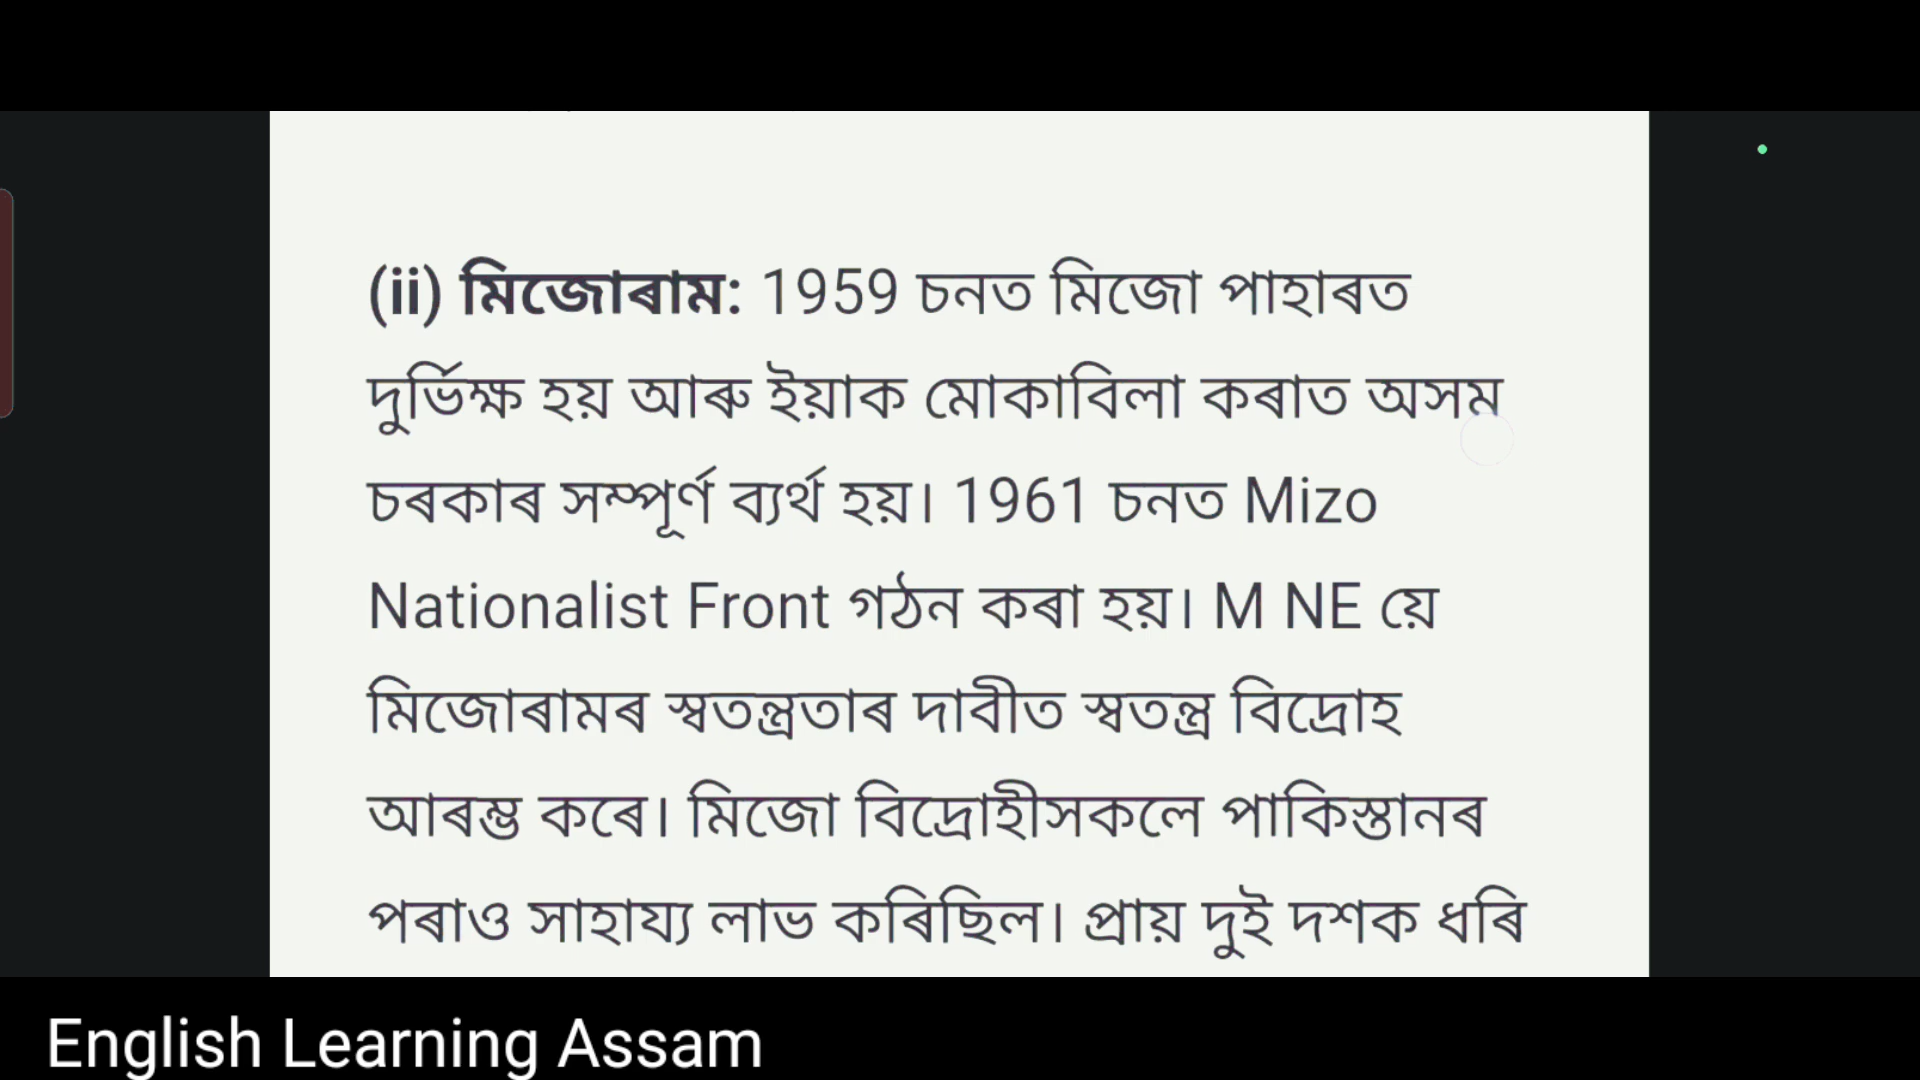 (ii) মিজোৰাম: 1959 চনত মিজো পাহাৰত
দুৰ্ভিক্ষ হয় আৰু ইয়াক মোকাবিলা কৰাত অসম
চৰকাৰ সম্পূৰ্ণ ব্যৰ্থ হয়। 1961 চনত Mizo
Nationalist Front গঠন কৰা হয়। M NE য়ে
মিজোৰামৰ স্বতন্ত্ৰতাৰ দাবীত স্বতন্ত্ৰ বিদ্ৰোহ
আৰম্ভ কৰে। মিজো বিদ্ৰোহীসকলে পাকিস্তানৰ
পৰাও সাহায্য লাভ কৰিছিল। প্ৰায় দুই দশক ধৰি
English Learning Assam